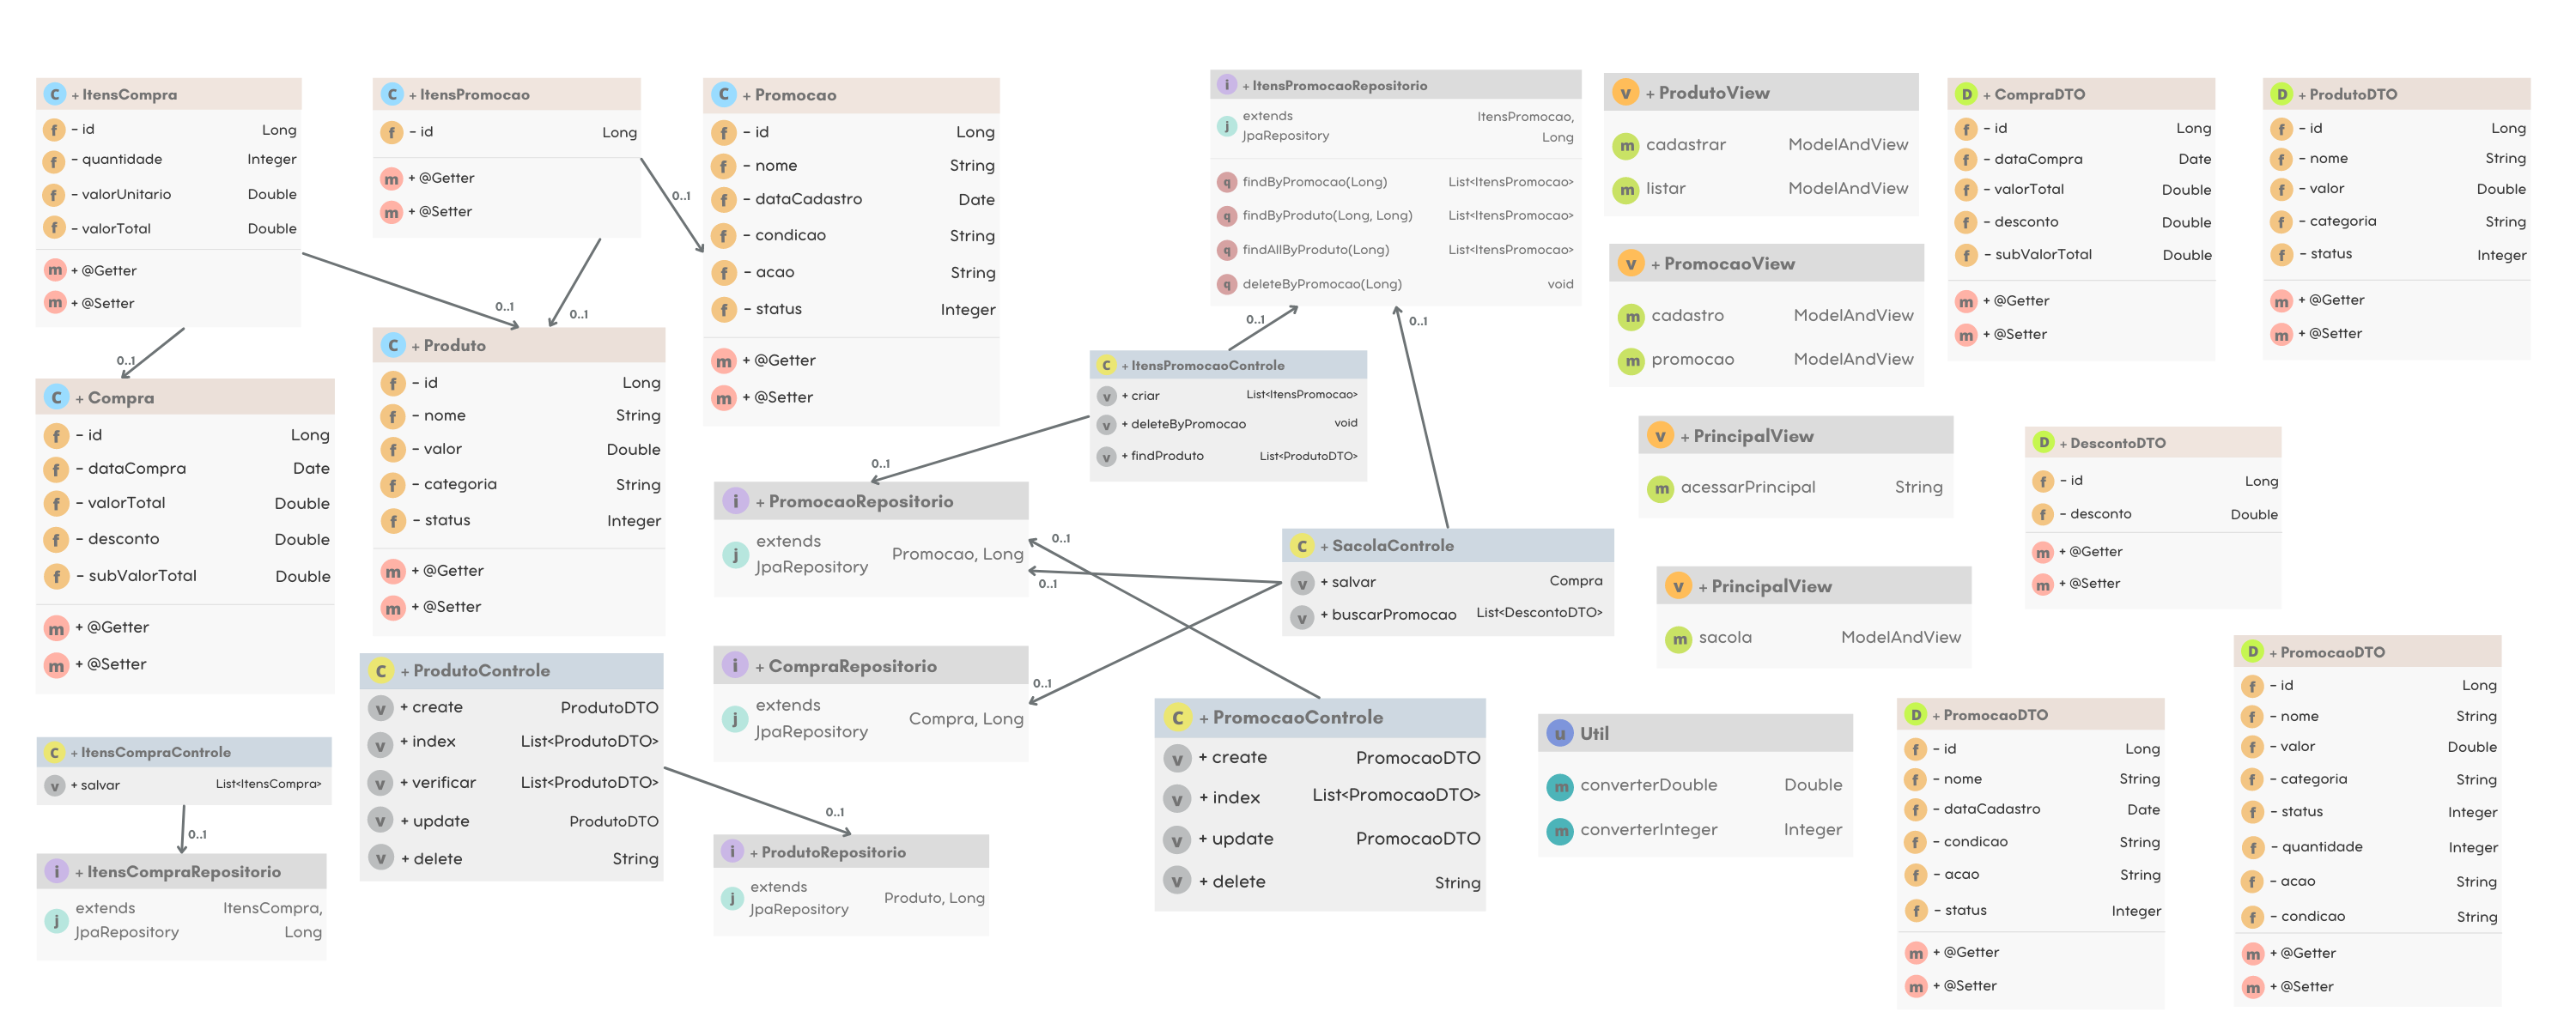 C + ItensCompra
f - id Long
f - quantidade Integer
f - valorUnitario Double
f - valorTotal Double
m + @Getter
m + @Setter
0..1
0..1
C + Compra
f - id Long
f - dataCompra Date
f - valorTotal Double
f - desconto Double
f - subValorTotal Double
m + @Getter
m + @Setter
C + ItensCompraControle
v + salvar List<ItensCompra>
0..1
i + ItensCompraRepositorio
j extends JpaRepository ItensCompra, Long
C + ItensPromocao
f - id Long
m + @Getter
m + @Setter
0..1
0..1
C + Produto
f - id Long
f - nome String
f - valor Double
f - categoria String
f - status Integer
m + @Getter
m + @Setter
C + ProdutoControle
v + create ProdutoDTO
v + index List<ProdutoDTO>
v + verificar List<ProdutoDTO>
v + update ProdutoDTO
v + delete String
0..1
C + Promocao
f - id Long
f - nome String
f - dataCadastro Date
f - condicao String
f - acao String
f - status Integer
m + @Getter
m + @Setter
0..1
i + PromocaoRepositorio
j extends JpaRepository Promocao, Long
0..1
0..1
i + CompraRepositorio
j extends JpaRepository Compra, Long
0..1
i + ProdutoRepositorio
j extends JpaRepository Produto, Long
i + ItensPromocaoRepositorio
j extends JpaRepository ItensPromocao, Long
q findByPromocao(Long) List<ItensPromocao>
q findByProduto(Long, Long) List<ItensPromocao>
q findAllByProduto(Long) List<ItensPromocao>
q deleteByPromocao(Long) void
0..1
0..1
C + ItensPromocaoControle
v + criar List<ItensPromocao>
v + deleteByPromocao void
v + findProduto List<ProdutoDTO>
C + SacolaControle
v + salvar Compra
v + buscarPromocao List<DescontoDTO>
C + PromocaoControle
v + create PromocaoDTO
v + index List<PromocaoDTO>
v + update PromocaoDTO
v + delete String
v + ProdutoView
m cadastrar ModelAndView
m listar ModelAndView
v + PromocaoView
m cadastro ModelAndView
m promocao ModelAndView
v + PrincipalView
m acessarPrincipal String
v + PrincipalView
m sacola ModelAndView
u Util
m converterDouble Double
m converterInteger Integer
D + CompraDTO
f - id Long
f - dataCompra Date
f - valorTotal Double
f - desconto Double
f - subValorTotal Double
m + @Getter
m + @Setter
D + ProdutoDTO
f - id Long
f - nome String
f - valor Double
f - categoria String
f - status Integer
m + @Getter
m + @Setter
D + DescontoDTO
f - id Long
f - desconto Double
m + @Getter
m + @Setter
D + PromocaoDTO
f - id Long
f - nome String
f - dataCadastro Date
f - condicao String
f - acao String
f - status Integer
m + @Getter
m + @Setter
D + PromocaoDTO
f - id Long
f - nome String
f - valor Double
f - categoria String
f - status Integer
f - quantidade Integer
f - acao String
f - condicao String
m + @Getter
m + @Setter